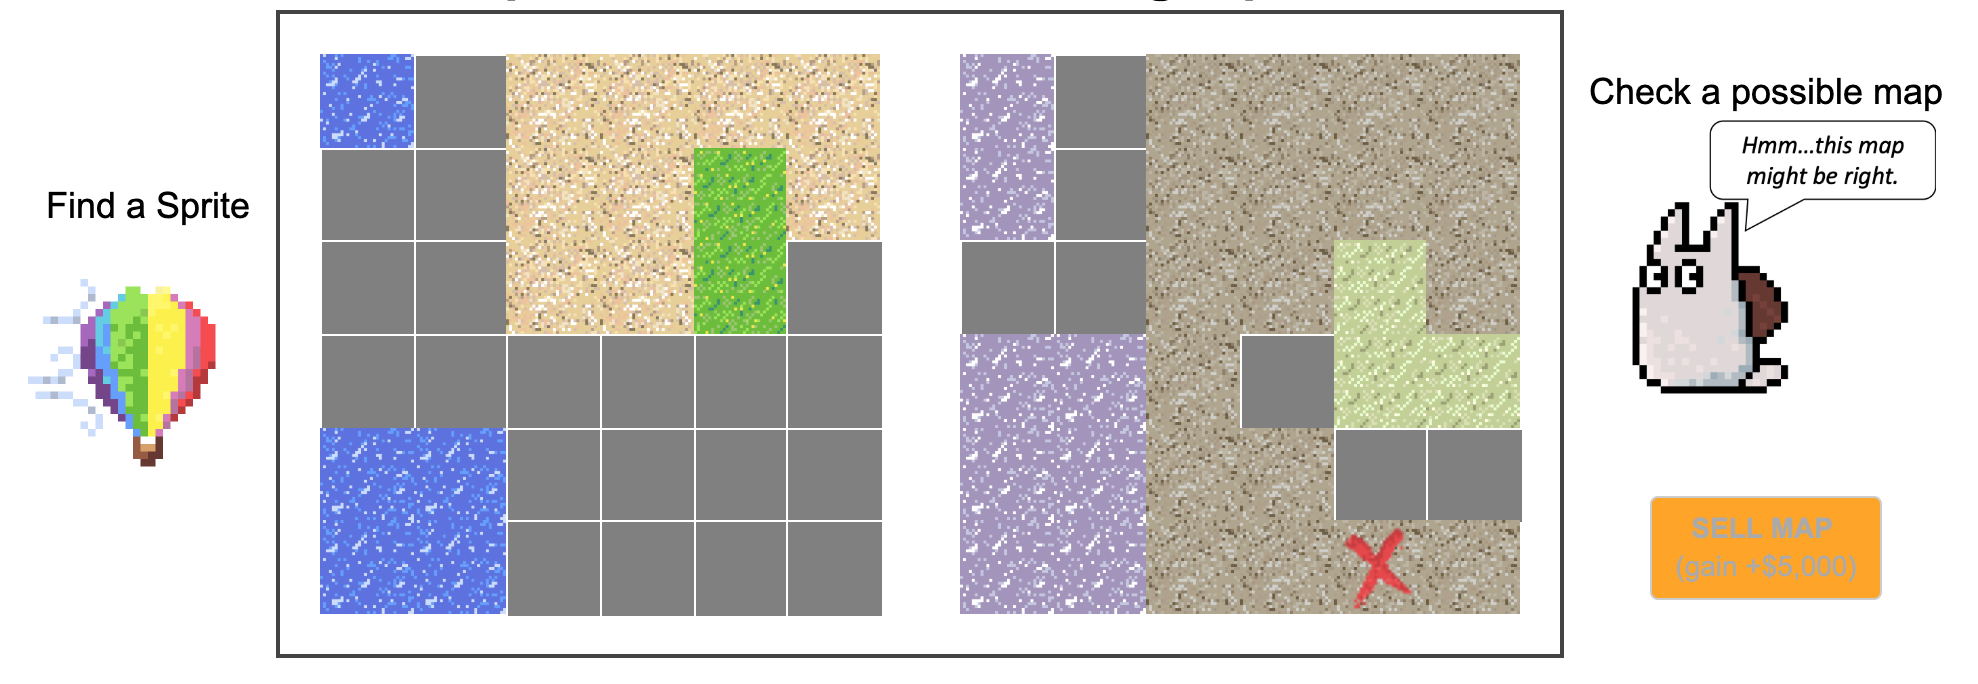 Find a Sprite
Check a possible map
Hmm...this map
might be right.
SELL MAP
(gain +$5,000)